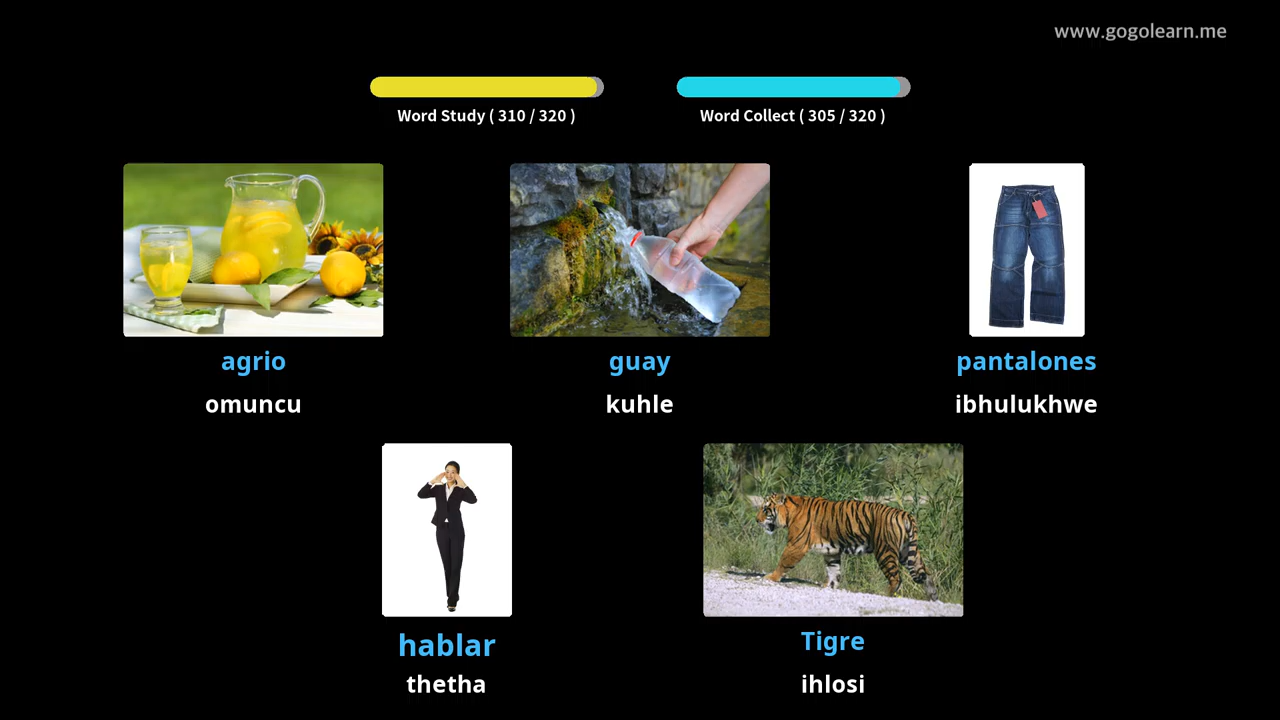 www.gogolearn.me
Word Study ( 310 / 320 )
Word Collect ( 305 / 320 )
agrio
omuncu
guay
kuhle
pantalones
ibhulukhwe
hablar
thetha
Tigre
ihlosi